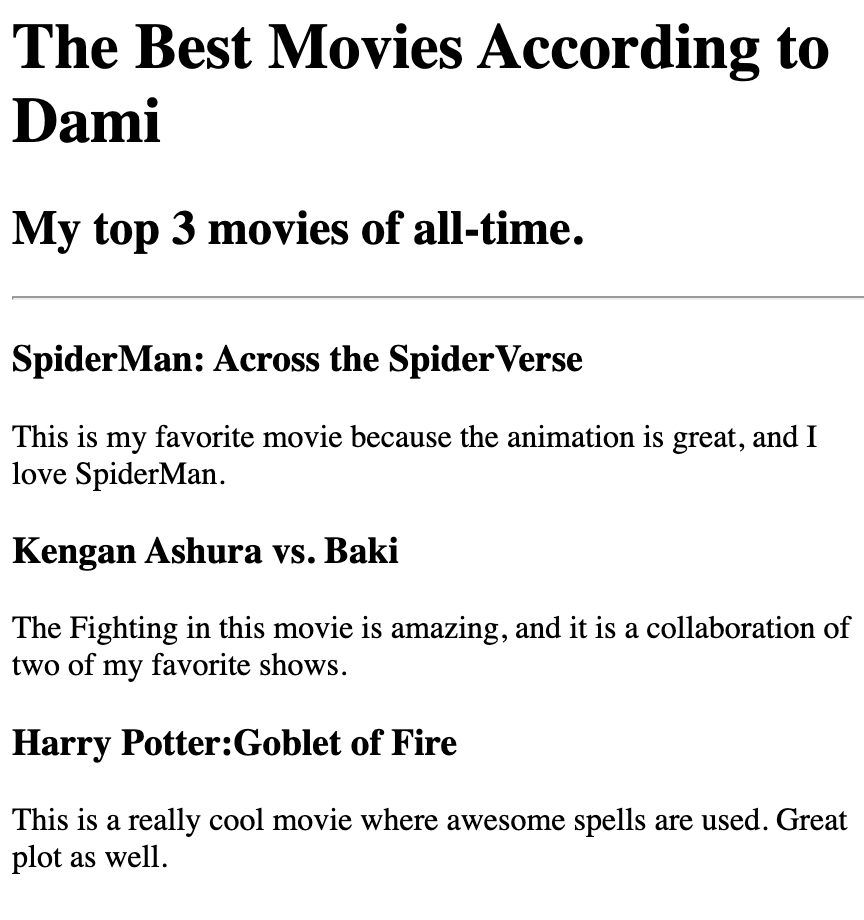 The Best Movies According to
Dami
My top 3 movies of all-time.
SpiderMan: Across the SpiderVerse
This is my favorite movie because the animation is great, and I
love SpiderMan.
Kengan Ashura vs. Baki
The Fighting in this movie is amazing, and it is a collaboration of
two of my favorite shows.
Harry Potter:Goblet of Fire
This is a really cool movie where awesome spells are used. Great
plot as well.